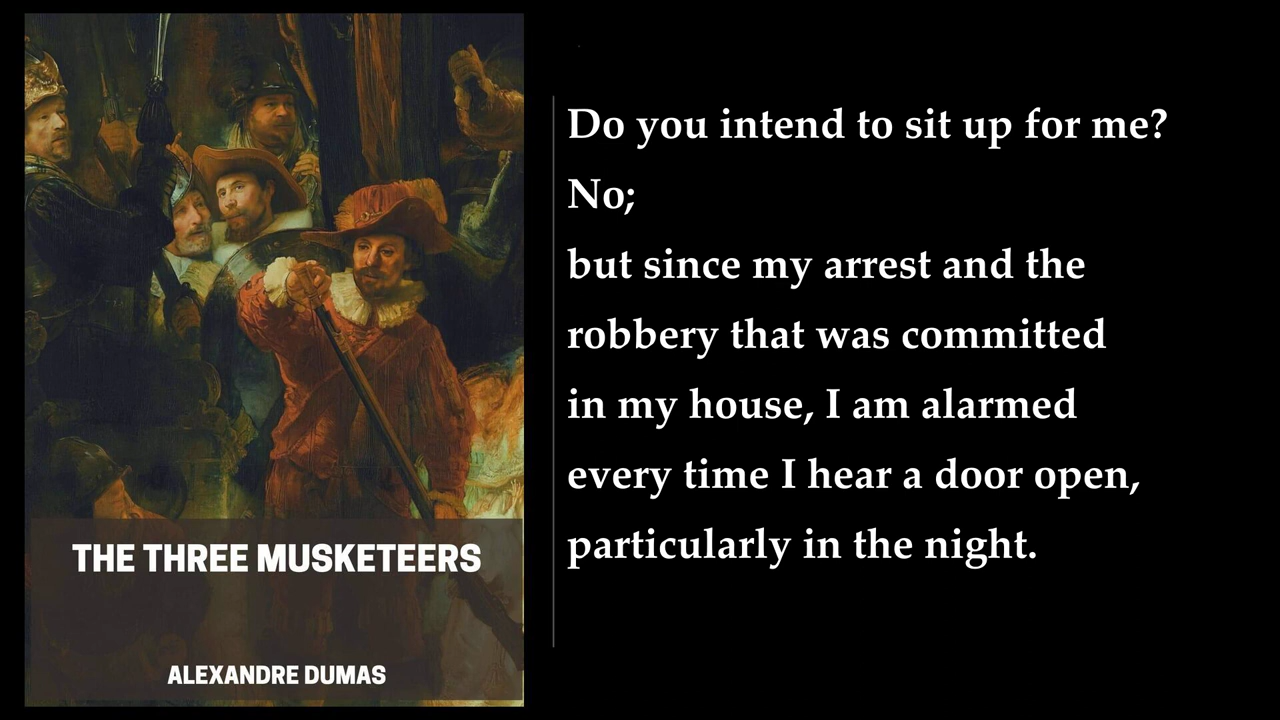 THE THREE MUSKETEERS
ALEXANDRE DUMAS
Do you intend to sit up for me?
No;
but since my arrest and the
robbery that was committed
in my house, I am alarmed
every time I hear a door open,
particularly in the night.